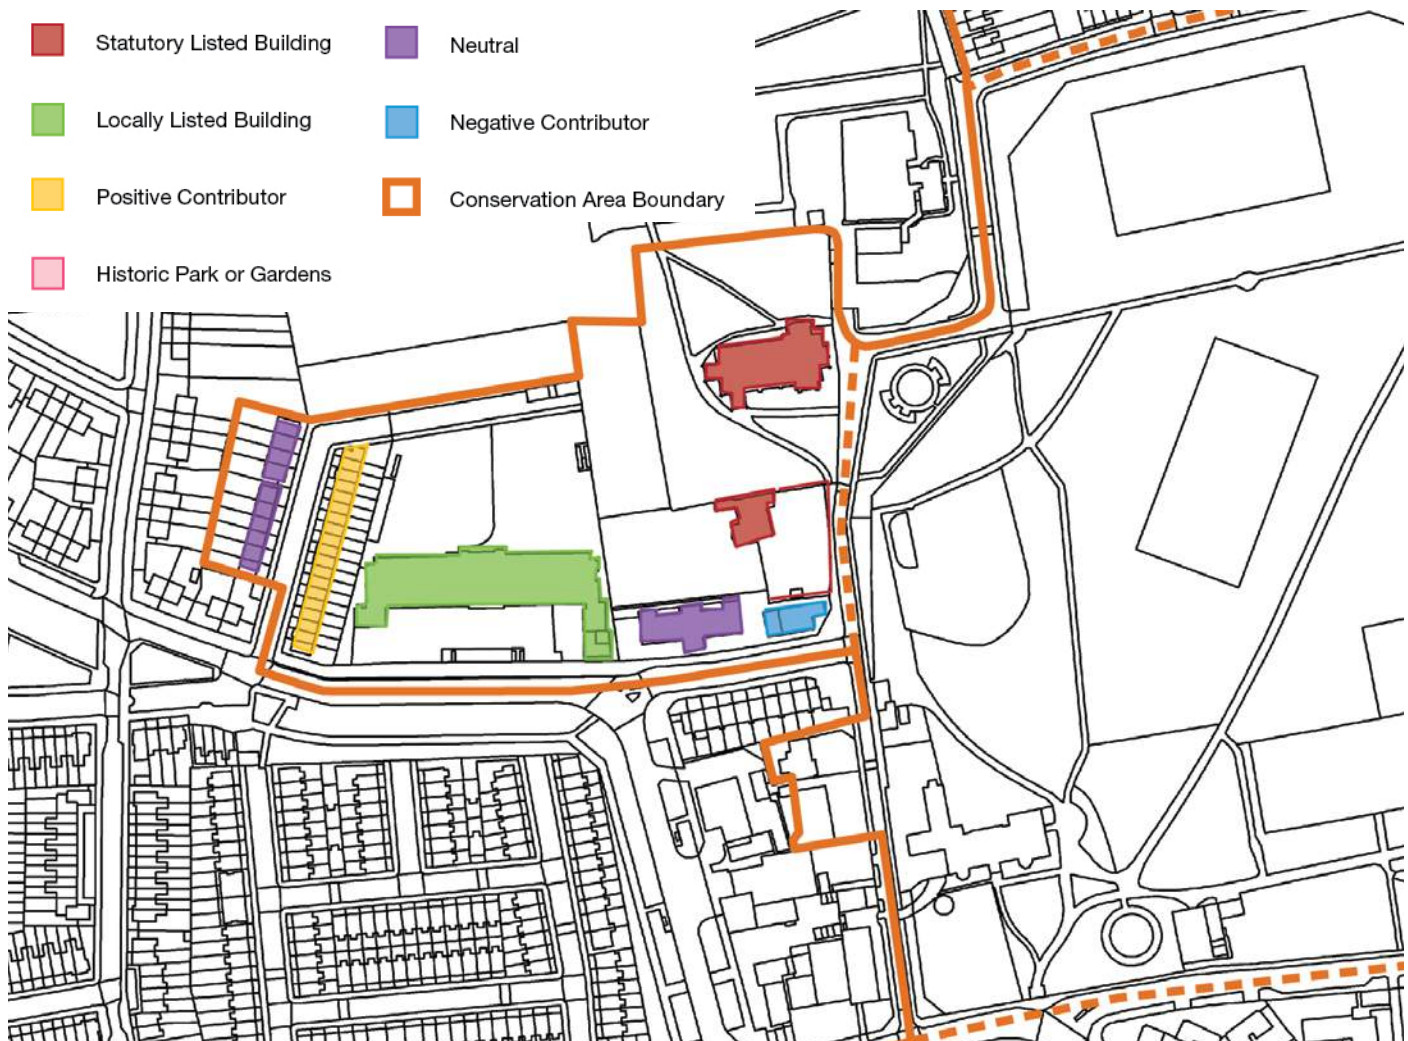 Statutory Listed Building
Locally Listed Building
Positive Contributor
Historic Park or Gardens
Neutral
Negative Contributor
Conservation Area Boundary